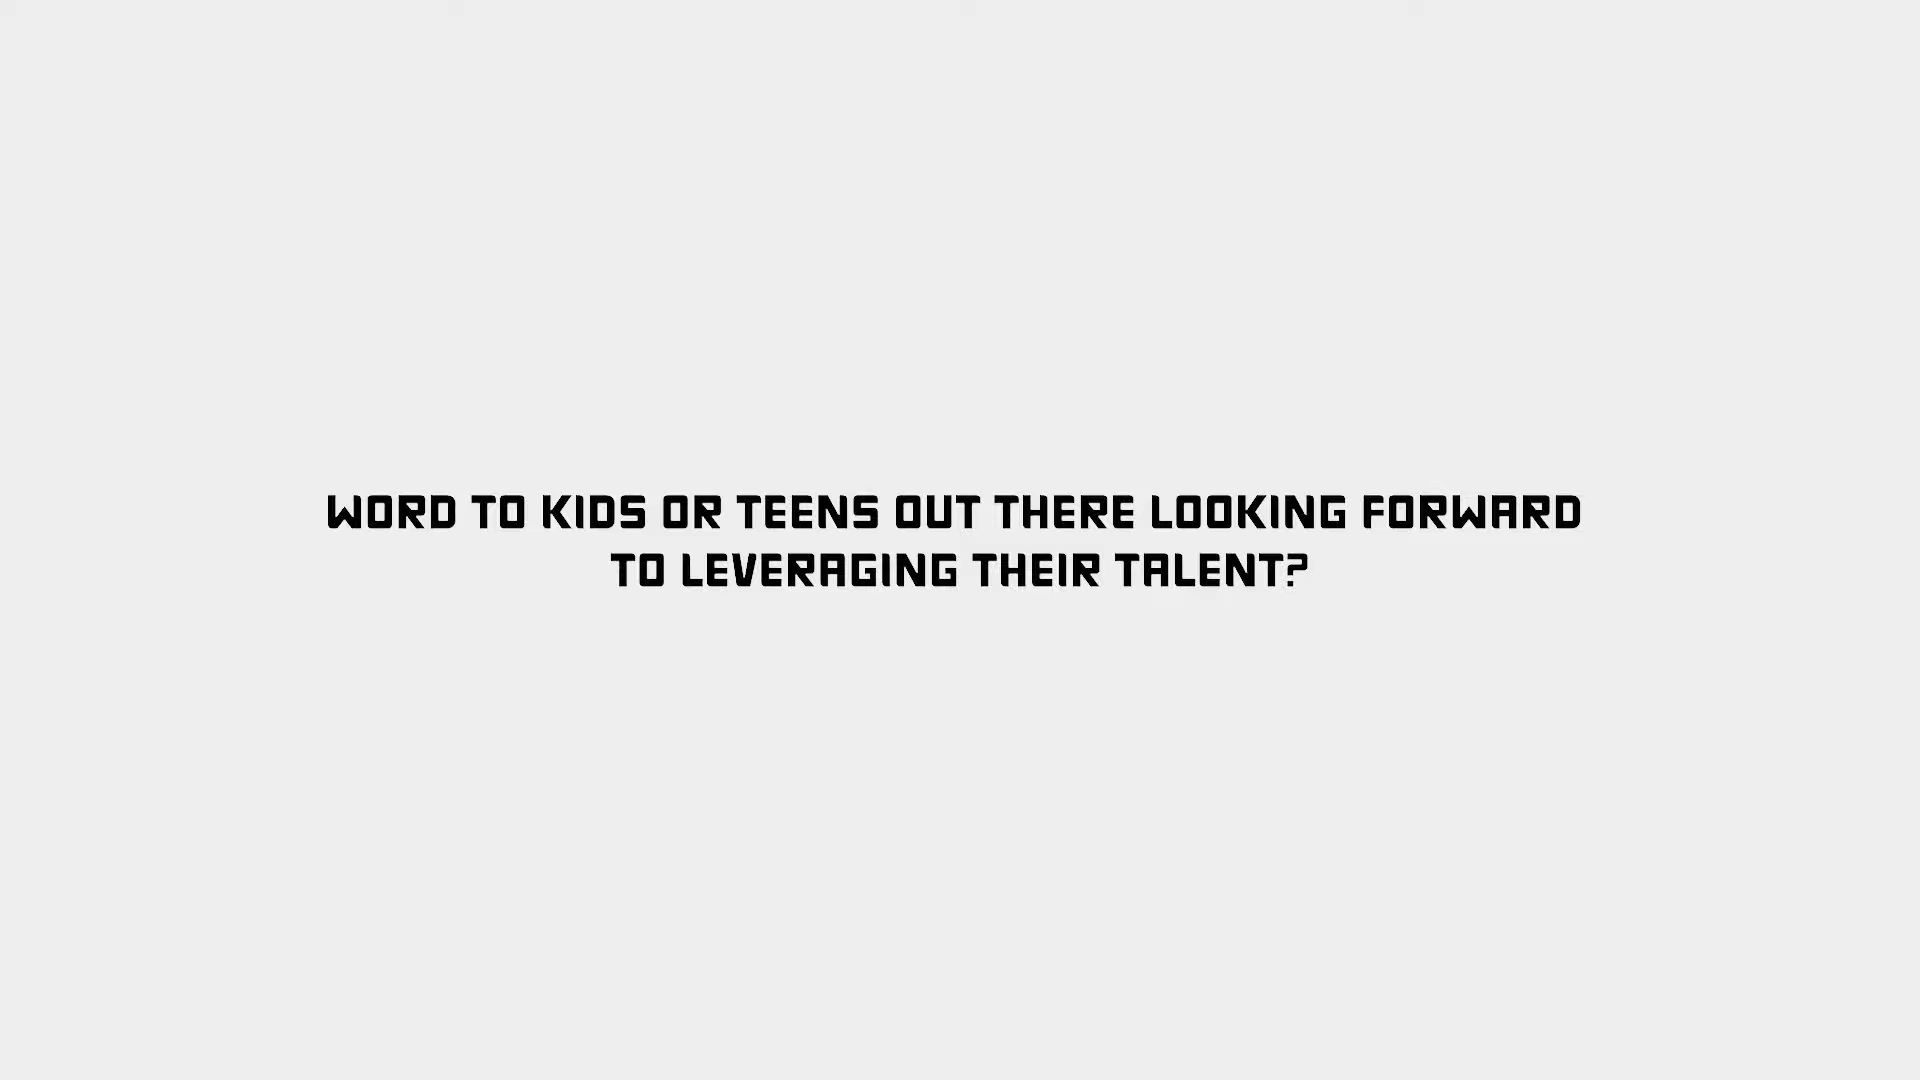 WORD TO KIDS OR TEENS OUT THERE LOOKING FORWARD
TO LEVERAGING THEIR TALENT?